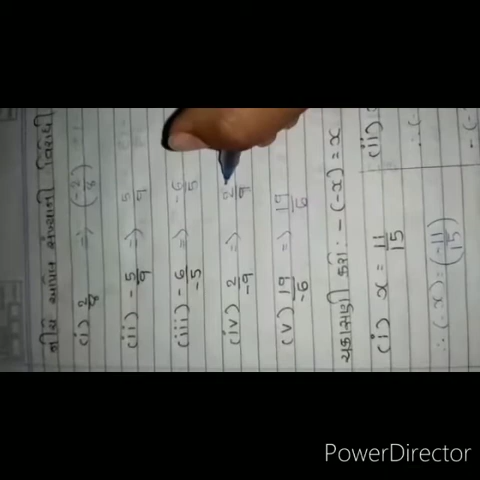 નીચે આપેલ સંખ્યાની વિરોધી
(i) 2/8 => (-2/8)
(ii) -5/9 => 5/9
(iii) -6/-5 => -6/5
(iv) 2/-9 => 2/9
(v) 19/-6 => 19/6
ચકાસણી કરો: -(-x) = x
(i) x = 11/15
(ii)
∴ (-x) = (-11/15)
∴ (-
PowerDirector